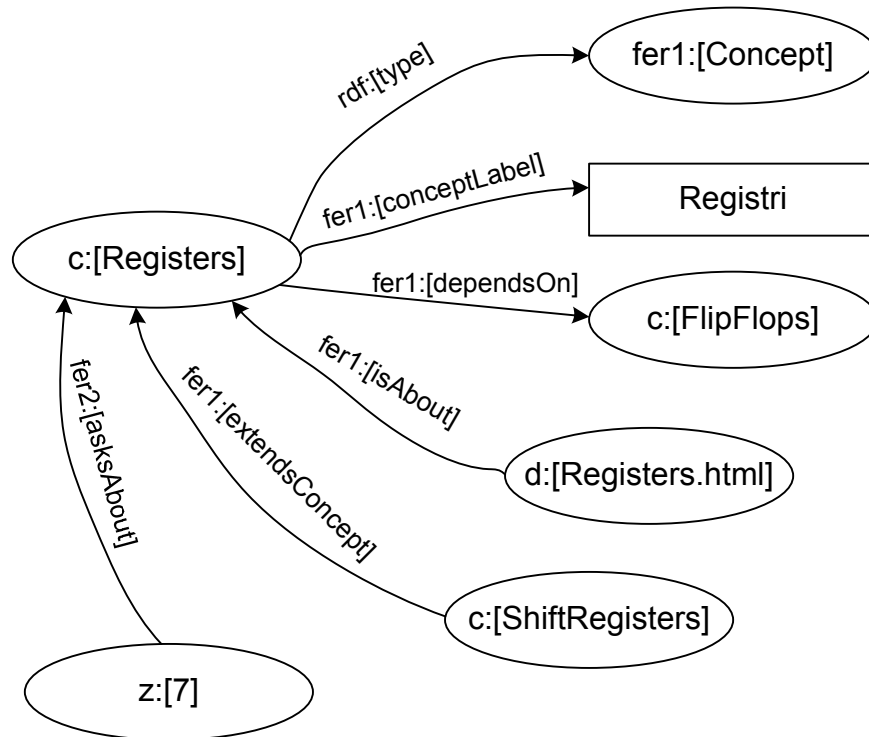 fer1:[Concept]
rdf:[type]
fer1:[conceptLabel]
Registri
c:[Registers]
fer1:[dependsOn]
c:[FlipFlops]
fer1:[isAbout]
fer2:[asksAbout]
fer1:[extendsConcept]
d:[Registers.html]
c:[ShiftRegisters]
z:[7]